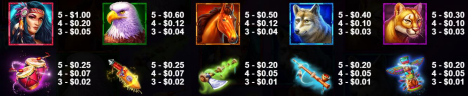 5 - $1.00
4 - $0.20
3 - $0.04
5 - $0.60
4 - $0.12
3 - $0.04
5 - $0.50
4 - $0.12
3 - $0.04
5 - $0.40
4 - $0.10
3 - $0.03
5 - $0.30
4 - $0.10
3 - $0.03
5 - $0.25
4 - $0.07
3 - $0.02
5 - $0.25
4 - $0.07
3 - $0.02
5 - $0.20
4 - $0.05
3 - $0.01
5 - $0.20
4 - $0.05
3 - $0.01
5 - $0.20
4 - $0.05
3 - $0.01